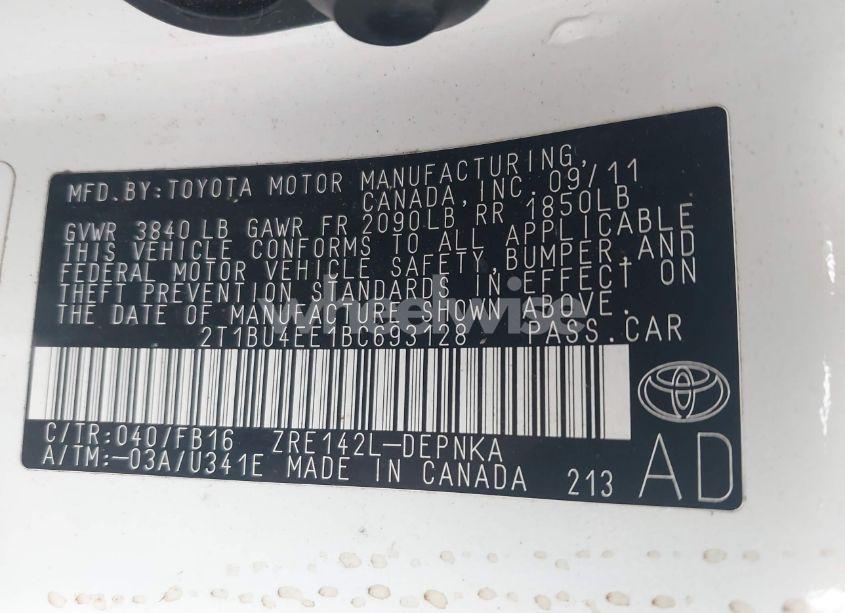 MFD. BY: TOYOTA MOTOR MANUFACTURING,
CANADA, INC. 09/11
GVWR 3840 LB GAWR FR 2090LB RR 1850LB
THIS VEHICLE CONFORMS TO ALL APPLICABLE
FEDERAL MOTOR VEHICLE SAFETY, BUMPER, AND
THEFT PREVENTION STANDARDS IN EFFECT ON
THE DATE OF MANUFACTURE SHOWN ABOVE.
wheelwise
2T1BU4EE1BC693128 PASS. CAR
C/TR: 040/FB16 ZRE142L-DEPNKA
A/TM:-03A/U341E MADE IN CANADA 213
AD